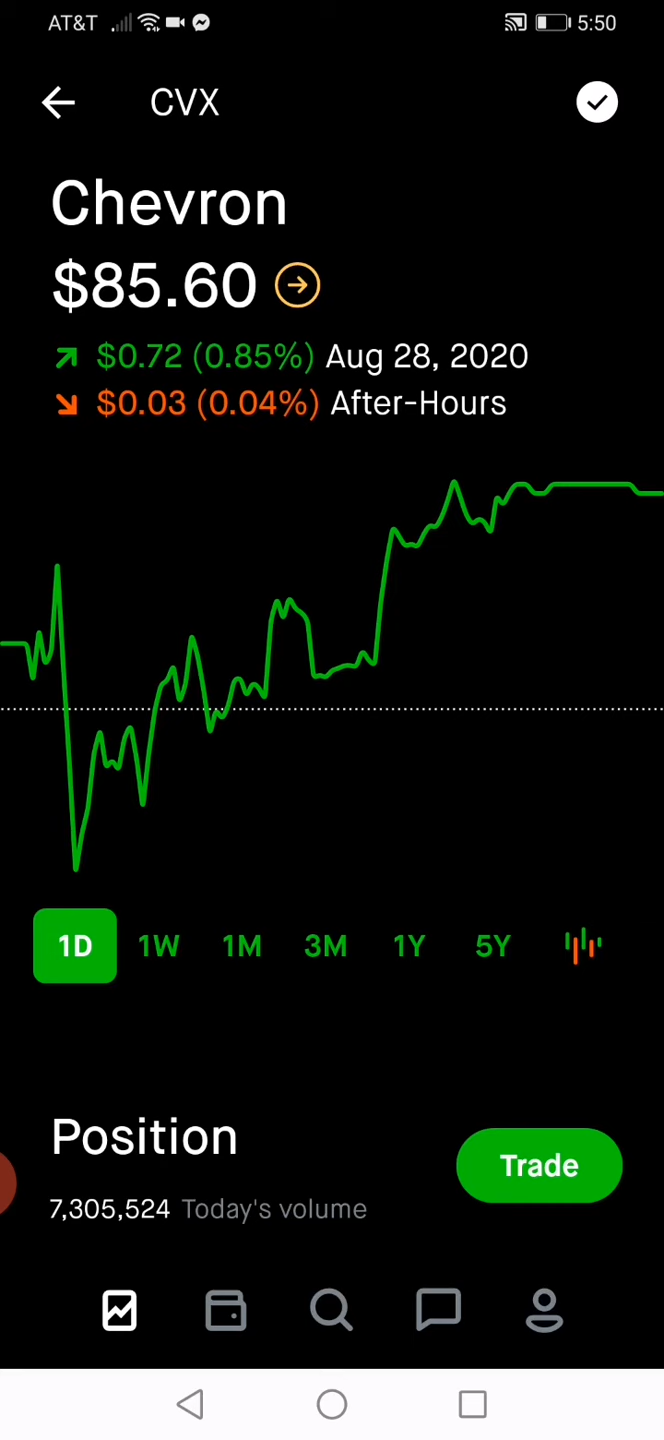 AT&T 5:50
CVX
Chevron
$85.60
$0.72 (0.85%) Aug 28, 2020
$0.03 (0.04%) After-Hours
1D 1W 1M 3M 1Y 5Y
Position
Trade
7,305,524 Today's volume